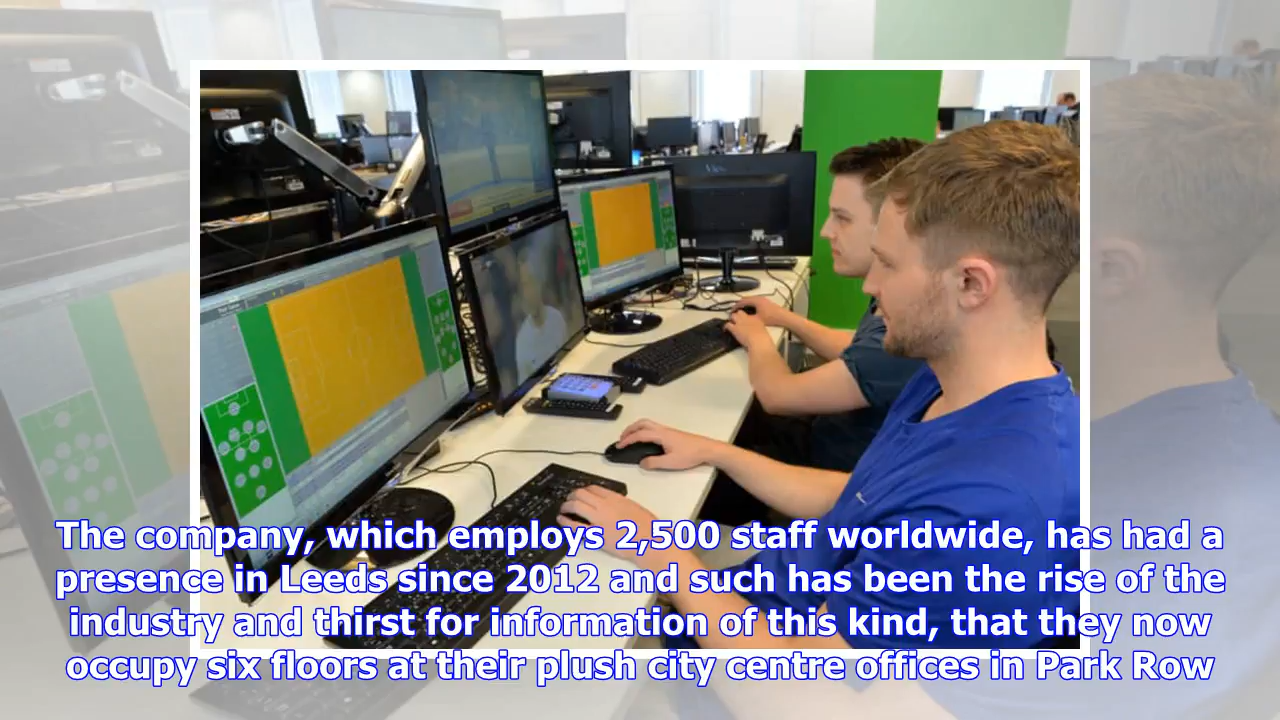 The company, which employs 2,500 staff worldwide, has had a
presence in Leeds since 2012 and such has been the rise of the
industry and thirst for information of this kind, that they now
occupy six floors at their plush city centre offices in Park Row